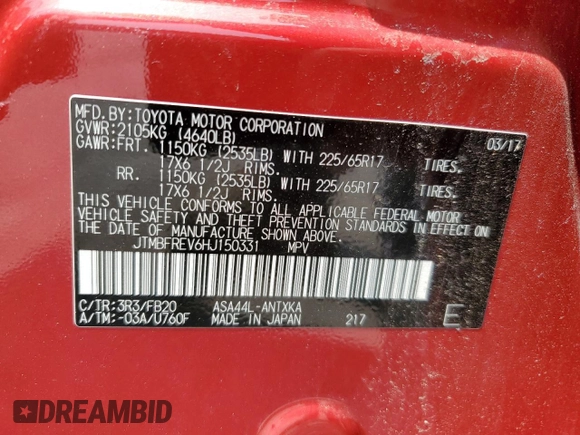 MFD.BY:TOYOTA MOTOR CORPORATION 03/17
GVWR:2105KG (4640LB)
GAWR:FRT. 1150KG (2535LB) WITH 225/65R17 TIRES.
17X6 1/2J RIMS.
RR. 1150KG (2535LB) WITH 225/65R17 TIRES.
17X6 1/2J RIMS.
THIS VEHICLE CONFORMS TO ALL APPLICABLE FEDERAL MOTOR
VEHICLE SAFETY AND THEFT PREVENTION STANDARDS IN EFFECT ON
THE DATE OF MANUFACTURE SHOWN ABOVE.
JTMBFREV6HJ150331 MPV
C/TR:3R3/FB20 ASA44L-ANTXKA
A/TM:-03A/U760F MADE IN JAPAN 217 E
DREAMBID